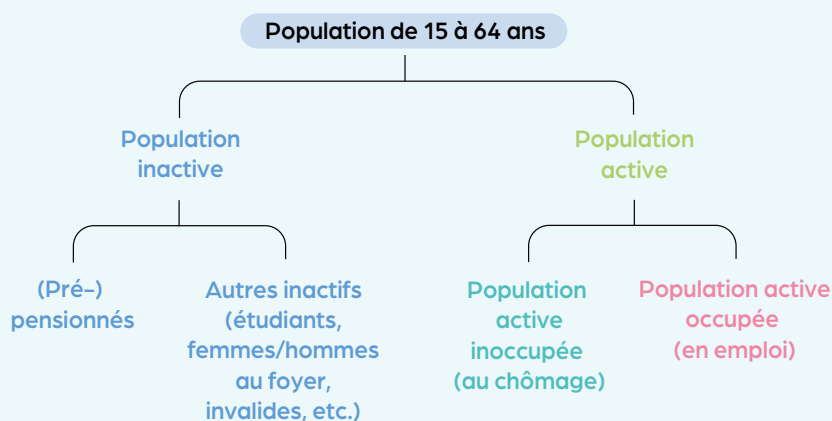 Population de 15 à 64 ans
Population
inactive
Population
active
(Pré-)
pensionnés
Autres inactifs
(étudiants,
femmes/hommes
au foyer,
invalides, etc.)
Population
active
inoccupée
(au chômage)
Population active
occupée
(en emploi)